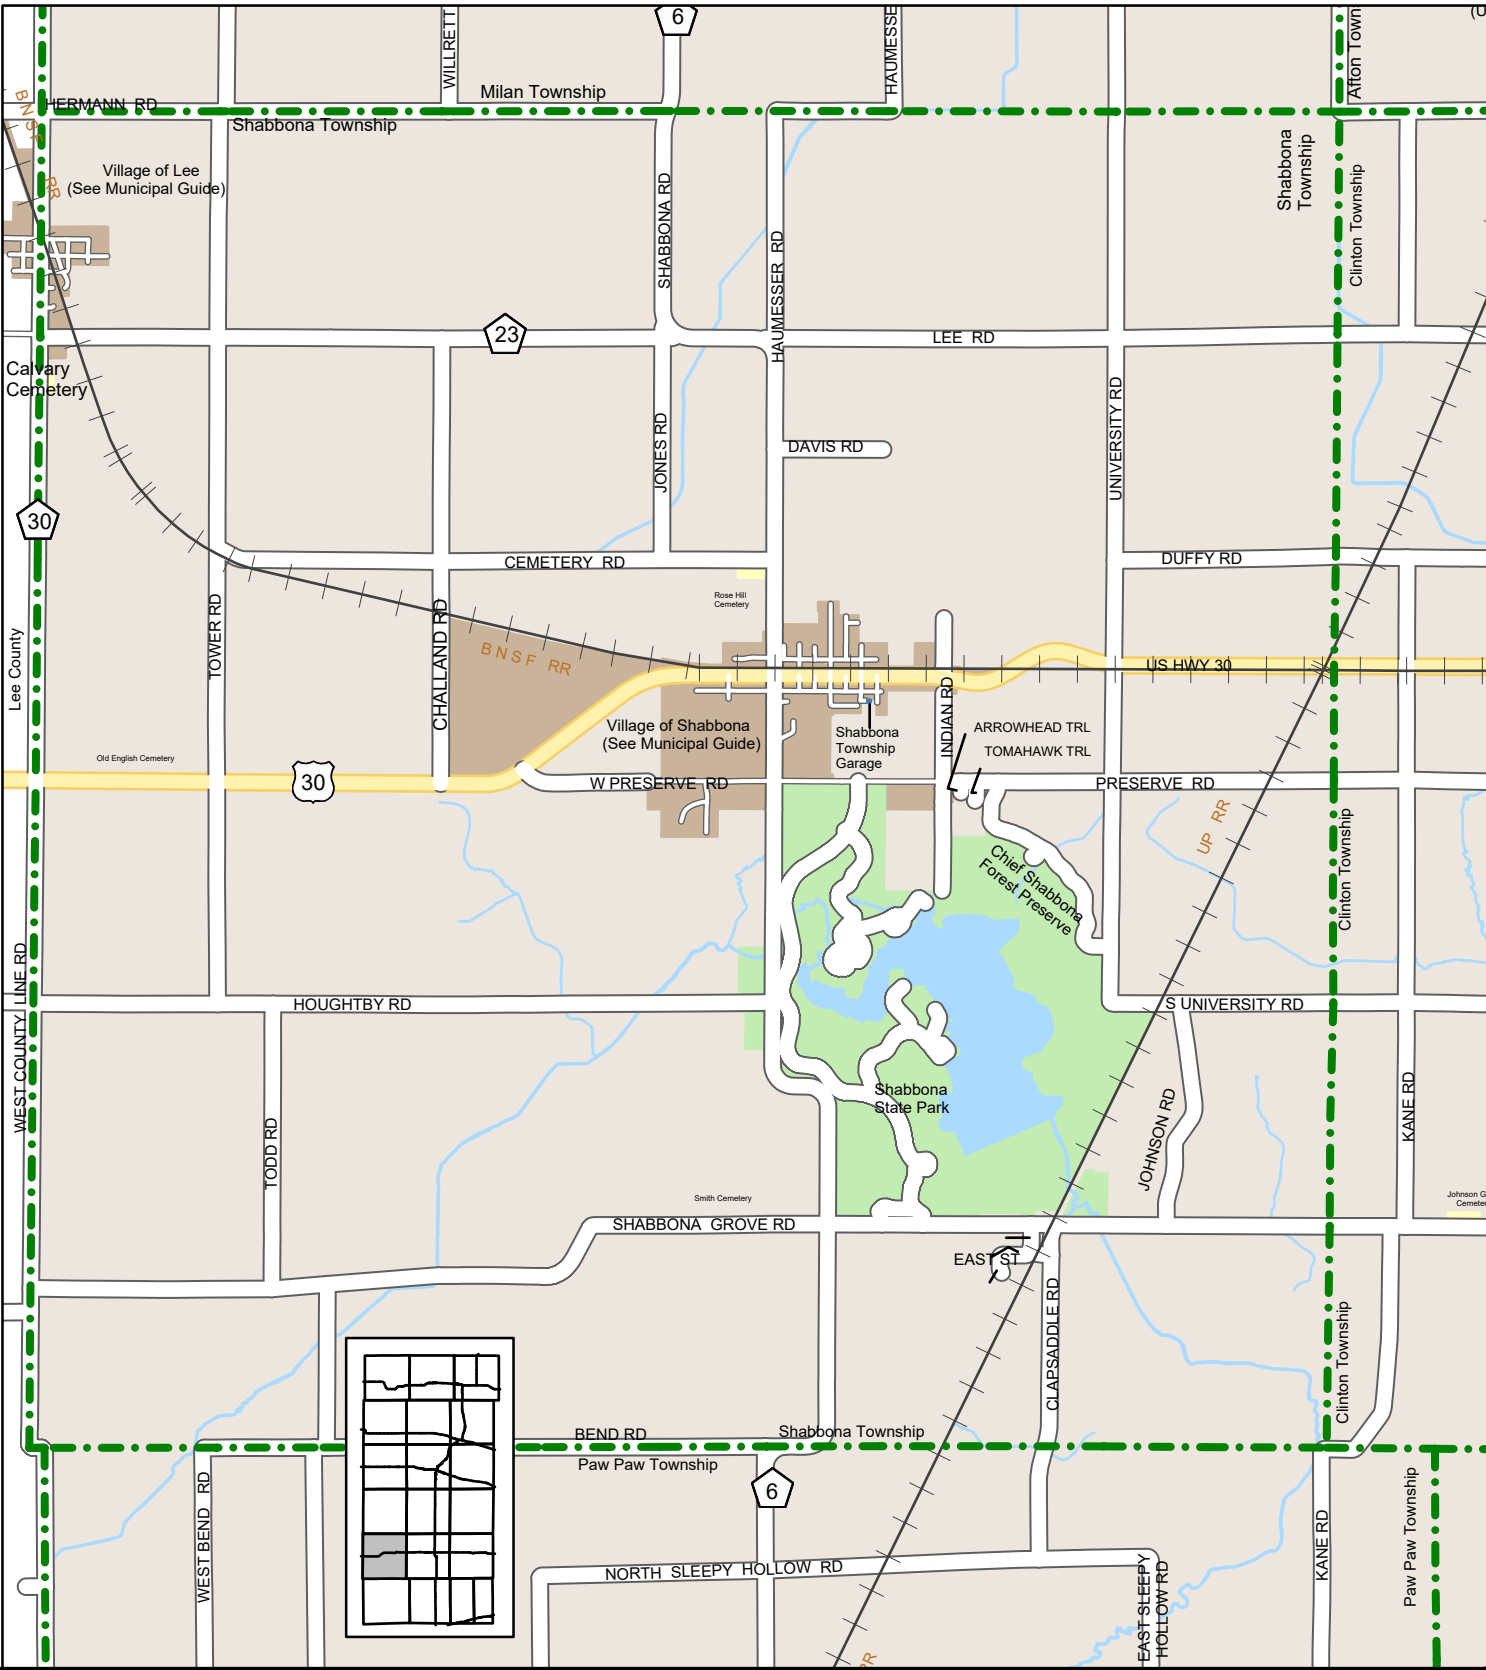 6
WILLRETT
HAUMESSE
Afton Town
(U
Milan Township
HERMANN RD
Shabbona Township
BNSF RR
Village of Lee
(See Municipal Guide)
Shabbona
Township
Clinton Township
SHABBONA RD
HAUMESSER RD
23
LEE RD
Calvary
Cemetery
UNIVERSITY RD
JONES RD
DAVIS RD
30
CEMETERY RD
DUFFY RD
Rose Hill
Cemetery
TOWER RD
CHALLAND RD
Lee County
BNSF RR
US HWY 30
INDIAN RD
Village of Shabbona
(See Municipal Guide)
Shabbona
Township
Garage
ARROWHEAD TRL
TOMAHAWK TRL
Old English Cemetery
30
W PRESERVE RD
PRESERVE RD
UP RR
Clinton Township
Chief Shabbona
Forest Preserve
WEST COUNTY LINE RD
HOUGHTBY RD
S UNIVERSITY RD
Shabbona
State Park
JOHNSON RD
KANE RD
TODD RD
Smith Cemetery
Johnson G
Cemeter
SHABBONA GROVE RD
EAST ST
CLAPSADDLE RD
Clinton Township
BEND RD
Shabbona Township
Paw Paw Township
6
WEST BEND RD
NORTH SLEEPY HOLLOW RD
EAST SLEEPY
HOLLOW RD
KANE RD
Paw Paw Township
RR